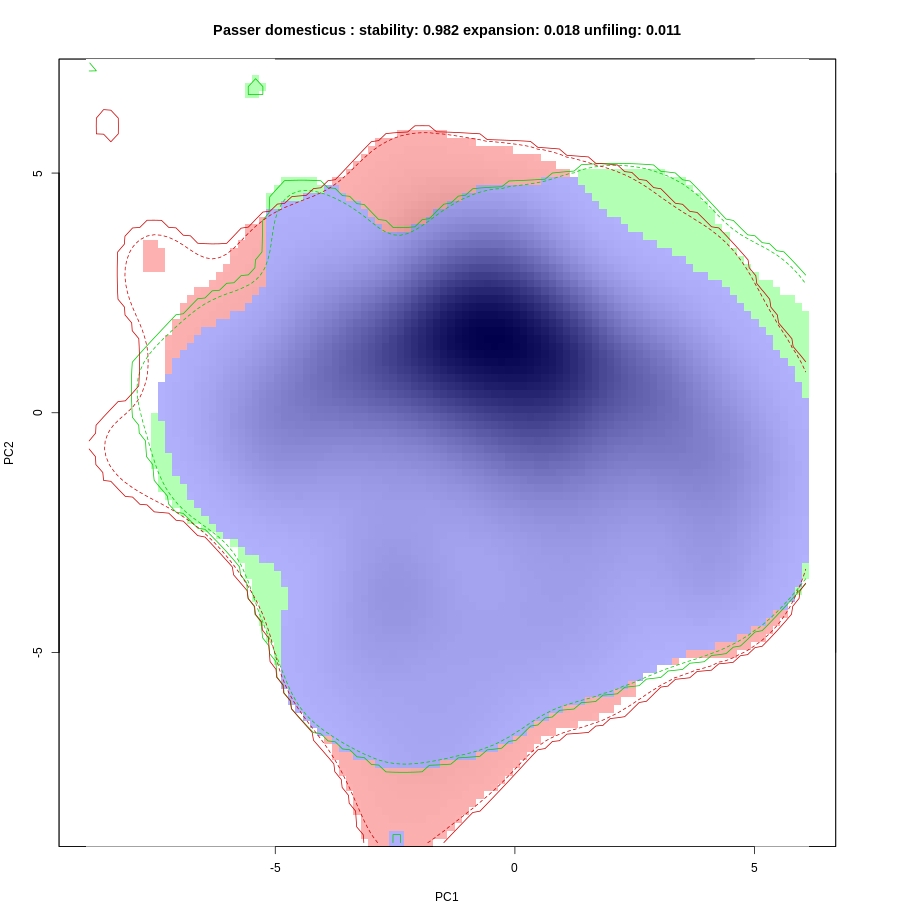 Passer domesticus : stability: 0.982 expansion: 0.018 unfiling: 0.011
5
0
-5
PC2
-5 0 5
PC1